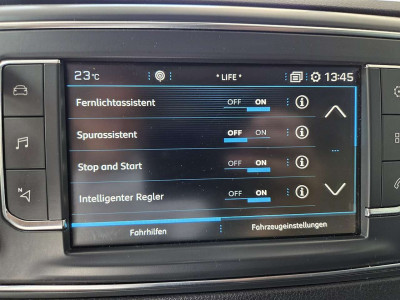 23°C * LIFE * 13:45
Fernlichtassistent OFF ON
Spurassistent OFF ON
Stop and Start OFF ON
Intelligenter Regler OFF ON
Fahrhilfen Fahrzeugeinstellungen
N